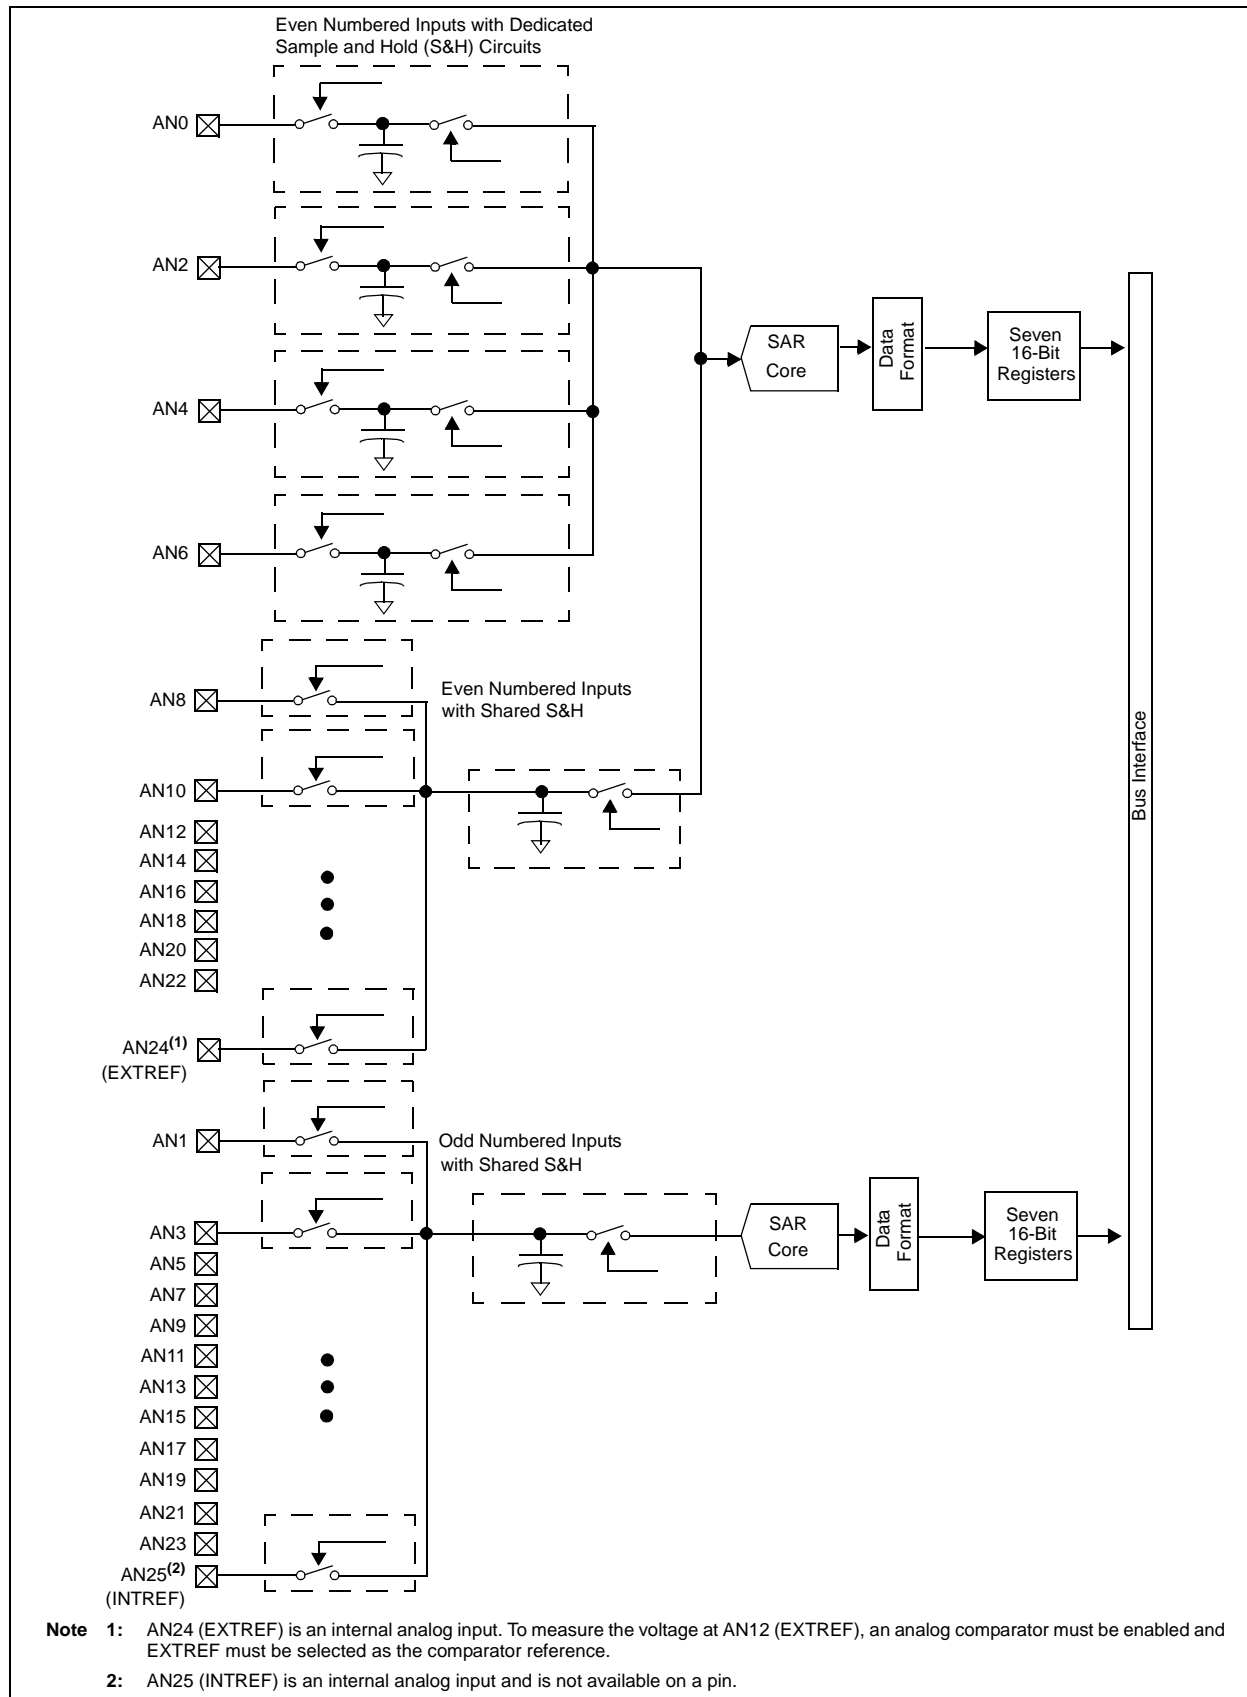 Even Numbered Inputs with Dedicated
Sample and Hold (S&H) Circuits
AN0
AN2
AN4
AN6
SAR
Core
Data
Format
Seven
16-Bit
Registers
Bus Interface
AN8
Even Numbered Inputs
with Shared S&H
AN10
AN12
AN14
AN16
AN18
AN20
AN22
AN24(1)
(EXTREF)
AN1
Odd Numbered Inputs
with Shared S&H
AN3
SAR
Core
Data
Format
Seven
16-Bit
Registers
AN5
AN7
AN9
AN11
AN13
AN15
AN17
AN19
AN21
AN23
AN25(2)
(INTREF)
Note 1: AN24 (EXTREF) is an internal analog input. To measure the voltage at AN12 (EXTREF), an analog comparator must be enabled and
EXTREF must be selected as the comparator reference.
2: AN25 (INTREF) is an internal analog input and is not available on a pin.